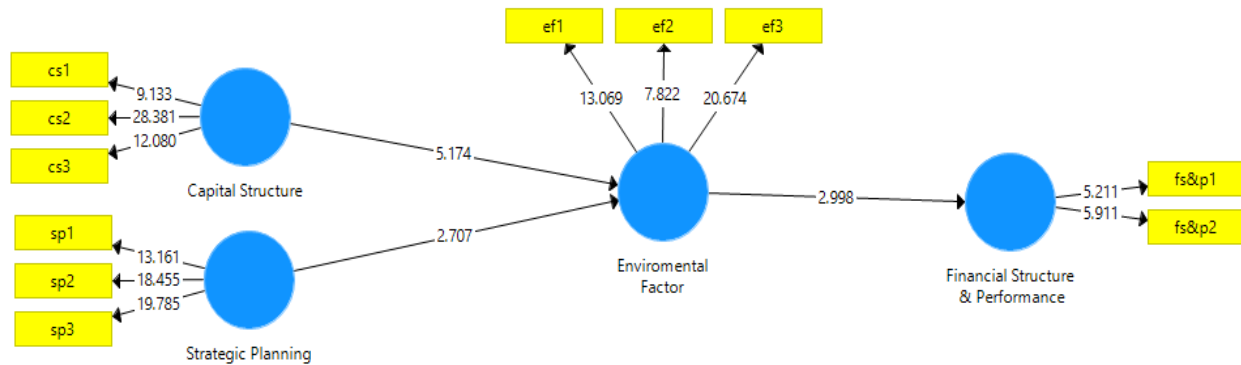 ef1
ef2
ef3
cs1
cs2
cs3
9.133
28.381
12.080
13.069
7.822
20.674
Capital Structure
5.174
2.998
5.211
5.911
fs&p1
fs&p2
sp1
sp2
sp3
13.161
18.455
19.785
2.707
Enviromental
Factor
Financial Structure
& Performance
Strategic Planning